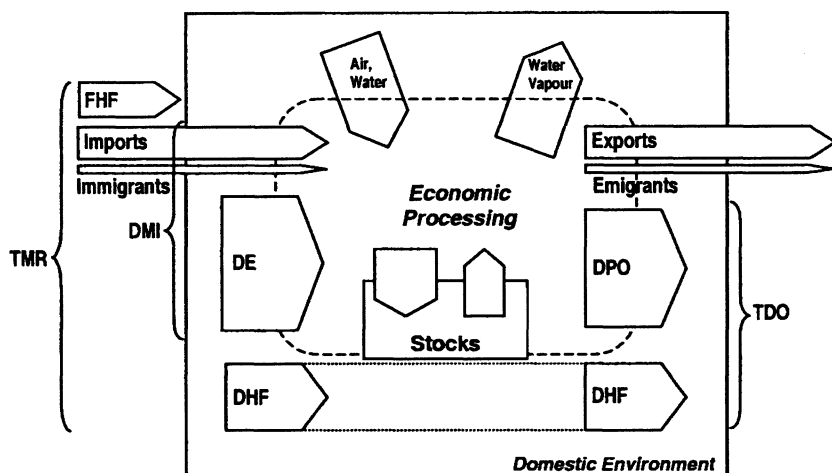 Air,
Water
Water
Vapour
FHF
Imports
Exports
Immigrants
Emigrants
Economic
Processing
TMR
DMI
DE
DPO
TDO
Stocks
DHF
DHF
Domestic Environment